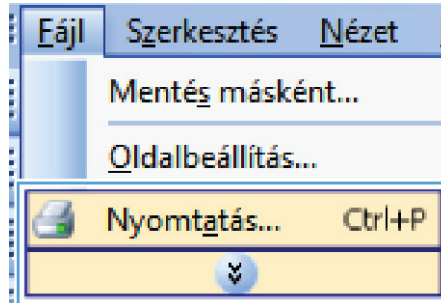 Fájl Szerkesztés Nézet
Mentés másként...
Oldalbeállítás...
Nyomtatás... Ctrl+P